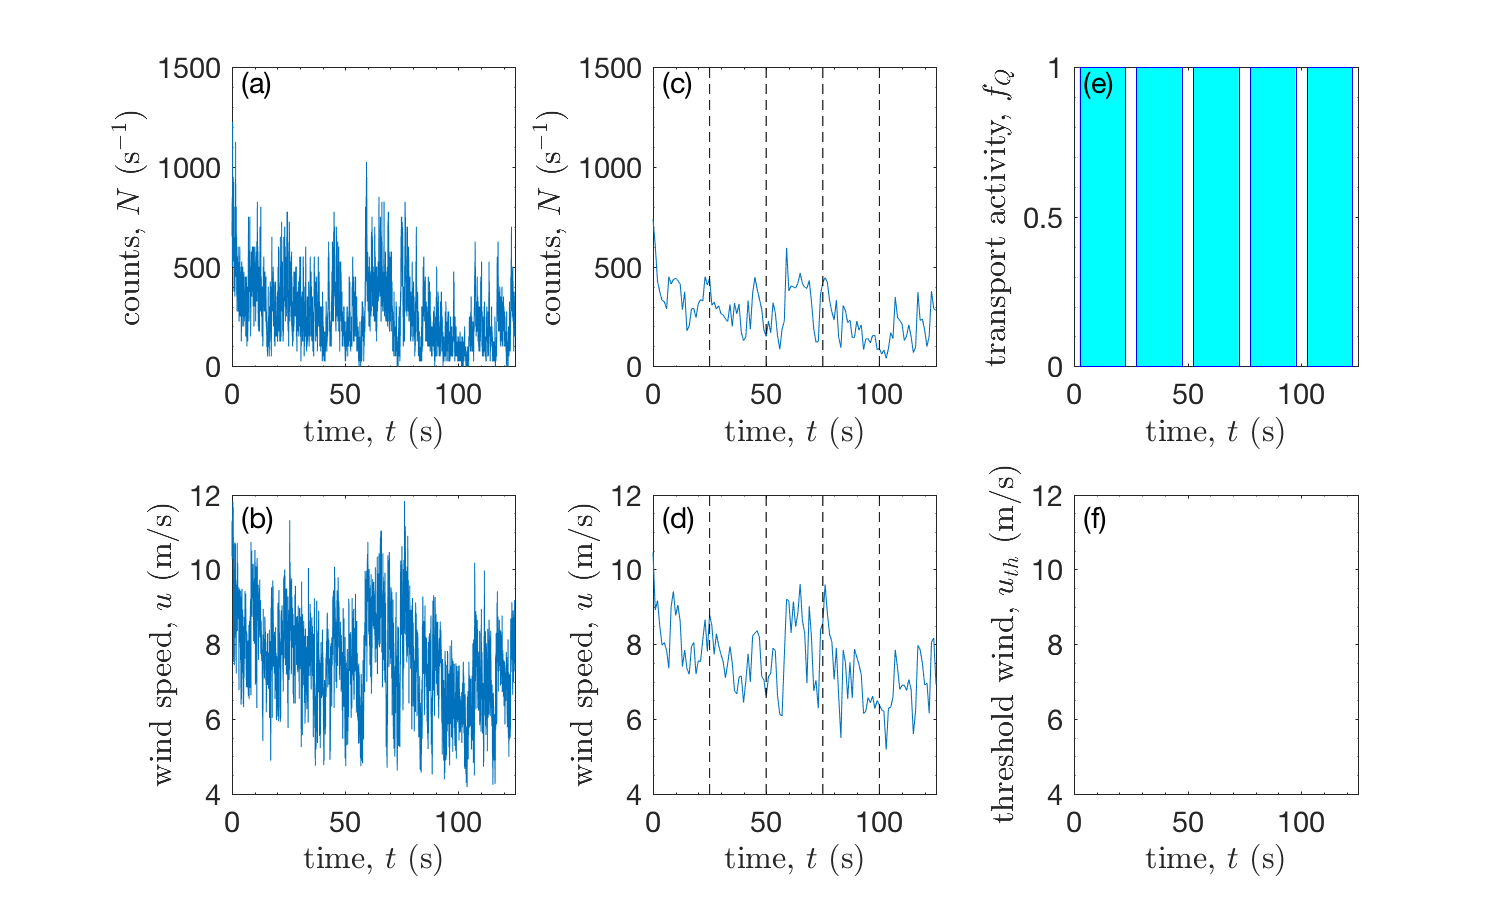 (a)
1500
1000
500
0
0 50 100
counts, N (s⁻¹)
time, t (s)
(c)
1500
1000
500
0
0 50 100
counts, N (s⁻¹)
time, t (s)
(e)
1
0.5
0
0 50 100
transport activity, f_Q
time, t (s)
(b)
12
10
8
6
4
0 50 100
wind speed, u (m/s)
time, t (s)
(d)
12
10
8
6
4
0 50 100
wind speed, u (m/s)
time, t (s)
(f)
12
10
8
6
4
0 50 100
threshold wind, u_th (m/s)
time, t (s)